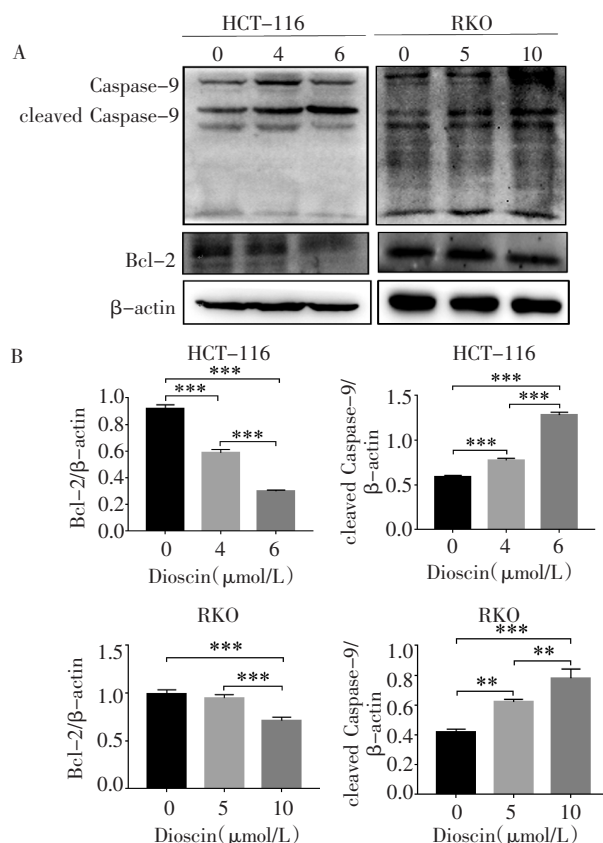 A
HCT-116
RKO
0 4 6
0 5 10
Caspase-9
cleaved Caspase-9
Bcl-2
β-actin
B
HCT-116
***
***
***
Bcl-2/β-actin
1.0
0.8
0.6
0.4
0.2
0.0
0 4 6
Dioscin(μmol/L)
HCT-116
***
***
***
cleaved Caspase-9/
β-actin
1.5
1.0
0.5
0.0
0 4 6
Dioscin(μmol/L)
RKO
***
***
Bcl-2/β-actin
1.5
1.0
0.5
0.0
0 5 10
Dioscin(μmol/L)
RKO
***
**
**
cleaved Caspase-9/
β-actin
0.8
0.6
0.4
0.2
0.0
0 5 10
Dioscin(μmol/L)